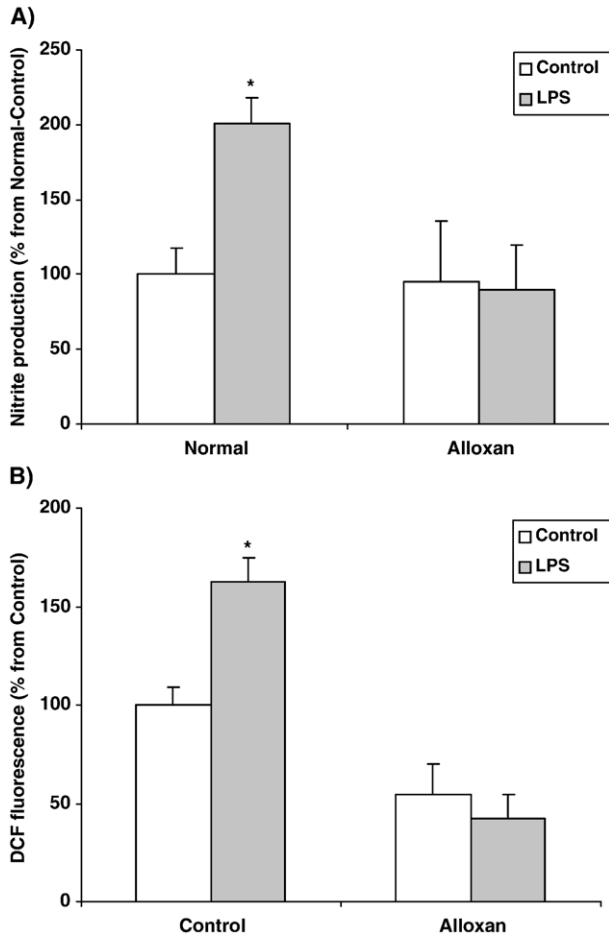 A)
Nitrite production (% from Normal-Control)
250
200
150
100
50
0
*
Control
LPS
Normal
Alloxan
B)
DCF fluorescence (% from Control)
200
150
100
50
0
*
Control
LPS
Control
Alloxan